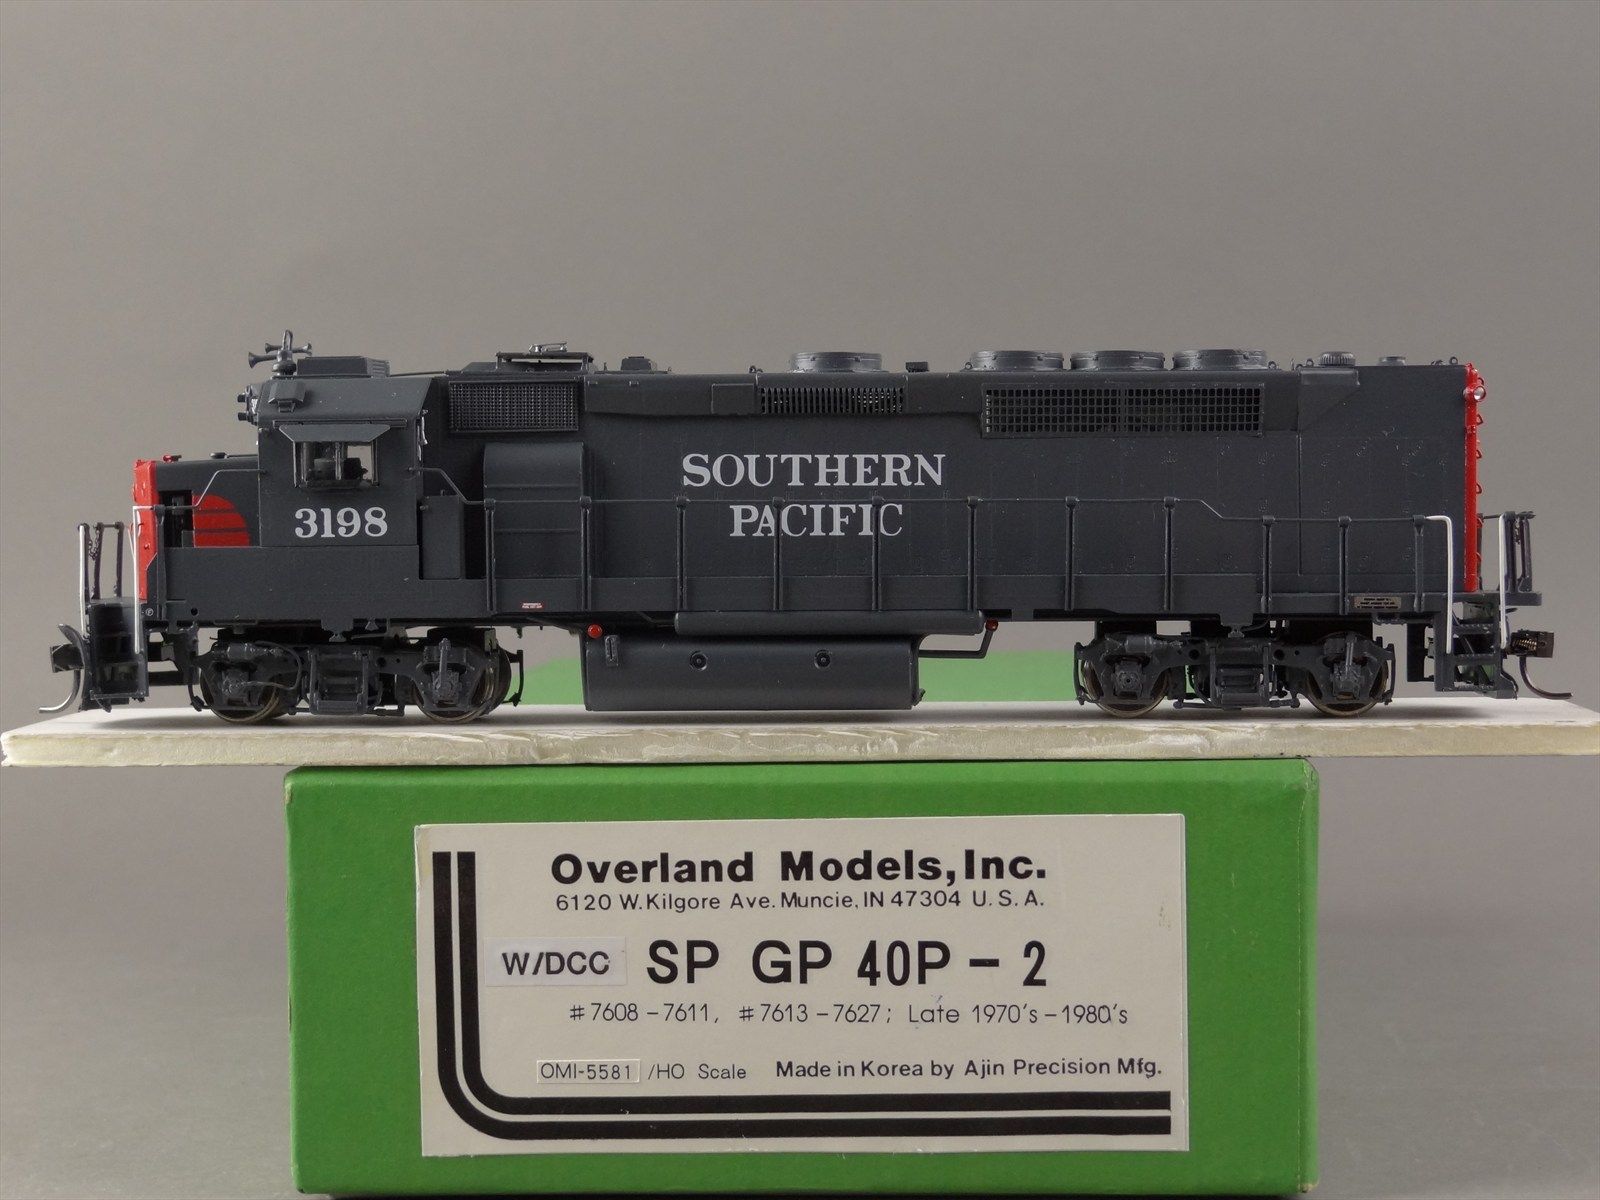 SOUTHERN
PACIFIC
3198
Overland Models, Inc.
6120 W. Kilgore Ave. Muncie, IN 47304 U.S.A.
W/DCC SP GP 40P-2
#7608-7611, #7613-7627; Late 1970's-1980's
OMI-5581 /HO Scale Made in Korea by Ajin Precision Mfg.